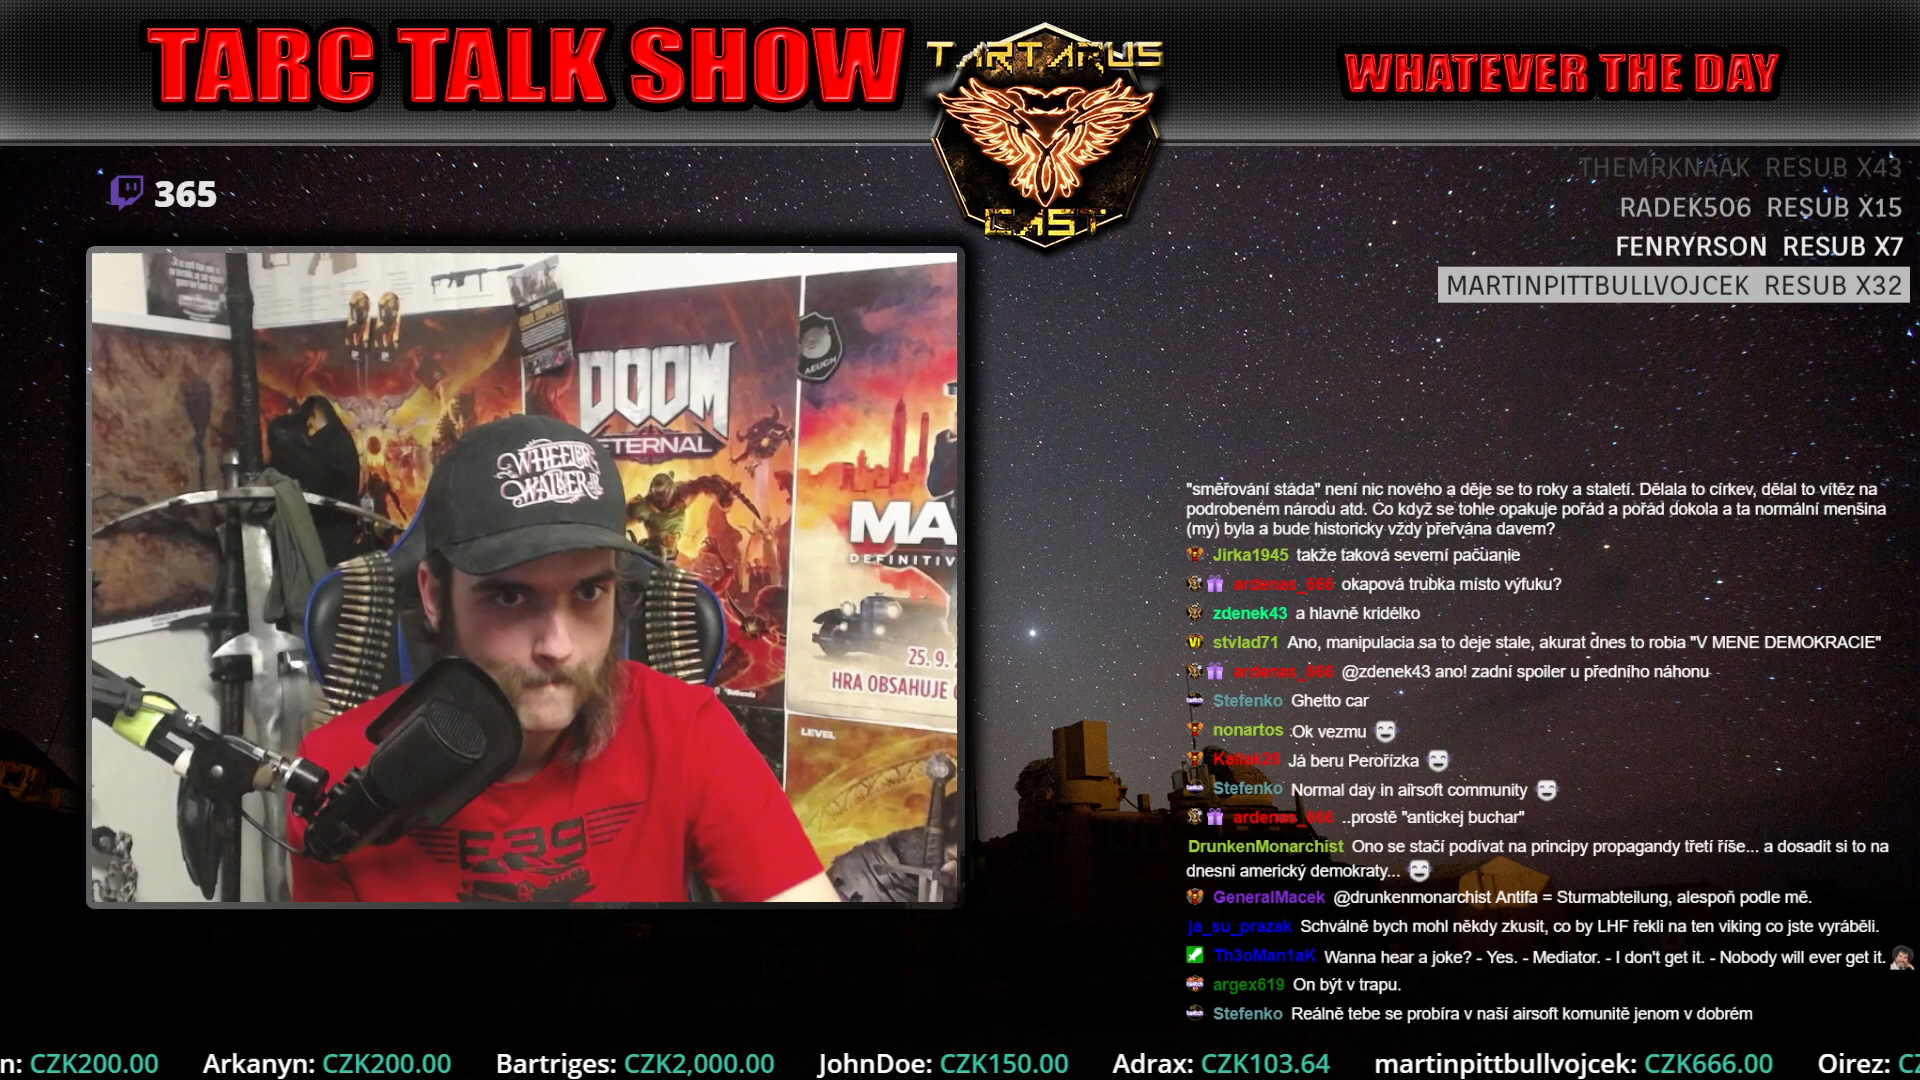 TARC TALK SHOW
TARTARUS
CAST
WHATEVER THE DAY
365
THEMRKNAAK RESUB X43
RADEK506 RESUB X15
FENRYRSON RESUB X7
MARTINPITTBULLVOJCEK RESUB X32
DOOM
ETERNAL
AEUGM
WHEELER
WALKER JR
MA
DEFINITIV
25. 9.
HRA OBSAHUJE
Bethesda
LEVEL
E39
"směřování stáda" není nic nového a děje se to roky a staletí. Dělala to církev, dělal to vítěz na
podrobeném národu atd. Co když se tohle opakuje pořád a pořád dokola a ta normální menšina
(my) byla a bude historicky vždy přeřvána davem?
Jirka1945 takže taková severní pačuanie
ardenas_666 okapová trubka místo výfuku?
zdenek43 a hlavně kridélko
stvlad71 Ano, manipulacia sa to deje stale, akurat dnes to robia "V MENE DEMOKRACIE"
ardenas_666 @zdenek43 ano! zadní spoiler u předního náhonu
Stefenko Ghetto car
nonartos Ok vezmu
Kallak28 Já beru Perořízka
Stefenko Normal day in airsoft community
ardenas_666 ..prostě "antickej buchar"
DrunkenMonarchist Ono se stačí podívat na principy propagandy třetí říše... a dosadit si to na
dnesni americký demokraty...
GeneralMacek @drunkenmonarchist Antifa = Sturmabteilung, alespoň podle mě.
ja_su_prazak Schválně bych mohl někdy zkusit, co by LHF řekli na ten viking co jste vyráběli.
Th3oMan1aK Wanna hear a joke? - Yes. - Mediator. - I don't get it. - Nobody will ever get it.
argex619 On být v trapu.
Stefenko Reálně tebe se probíra v naší airsoft komunitě jenom v dobrém
n: CZK200.00 Arkanyn: CZK200.00 Bartriges: CZK2,000.00 JohnDoe: CZK150.00 Adrax: CZK103.64 martinpittbullvojcek: CZK666.00 Oirez: CZ